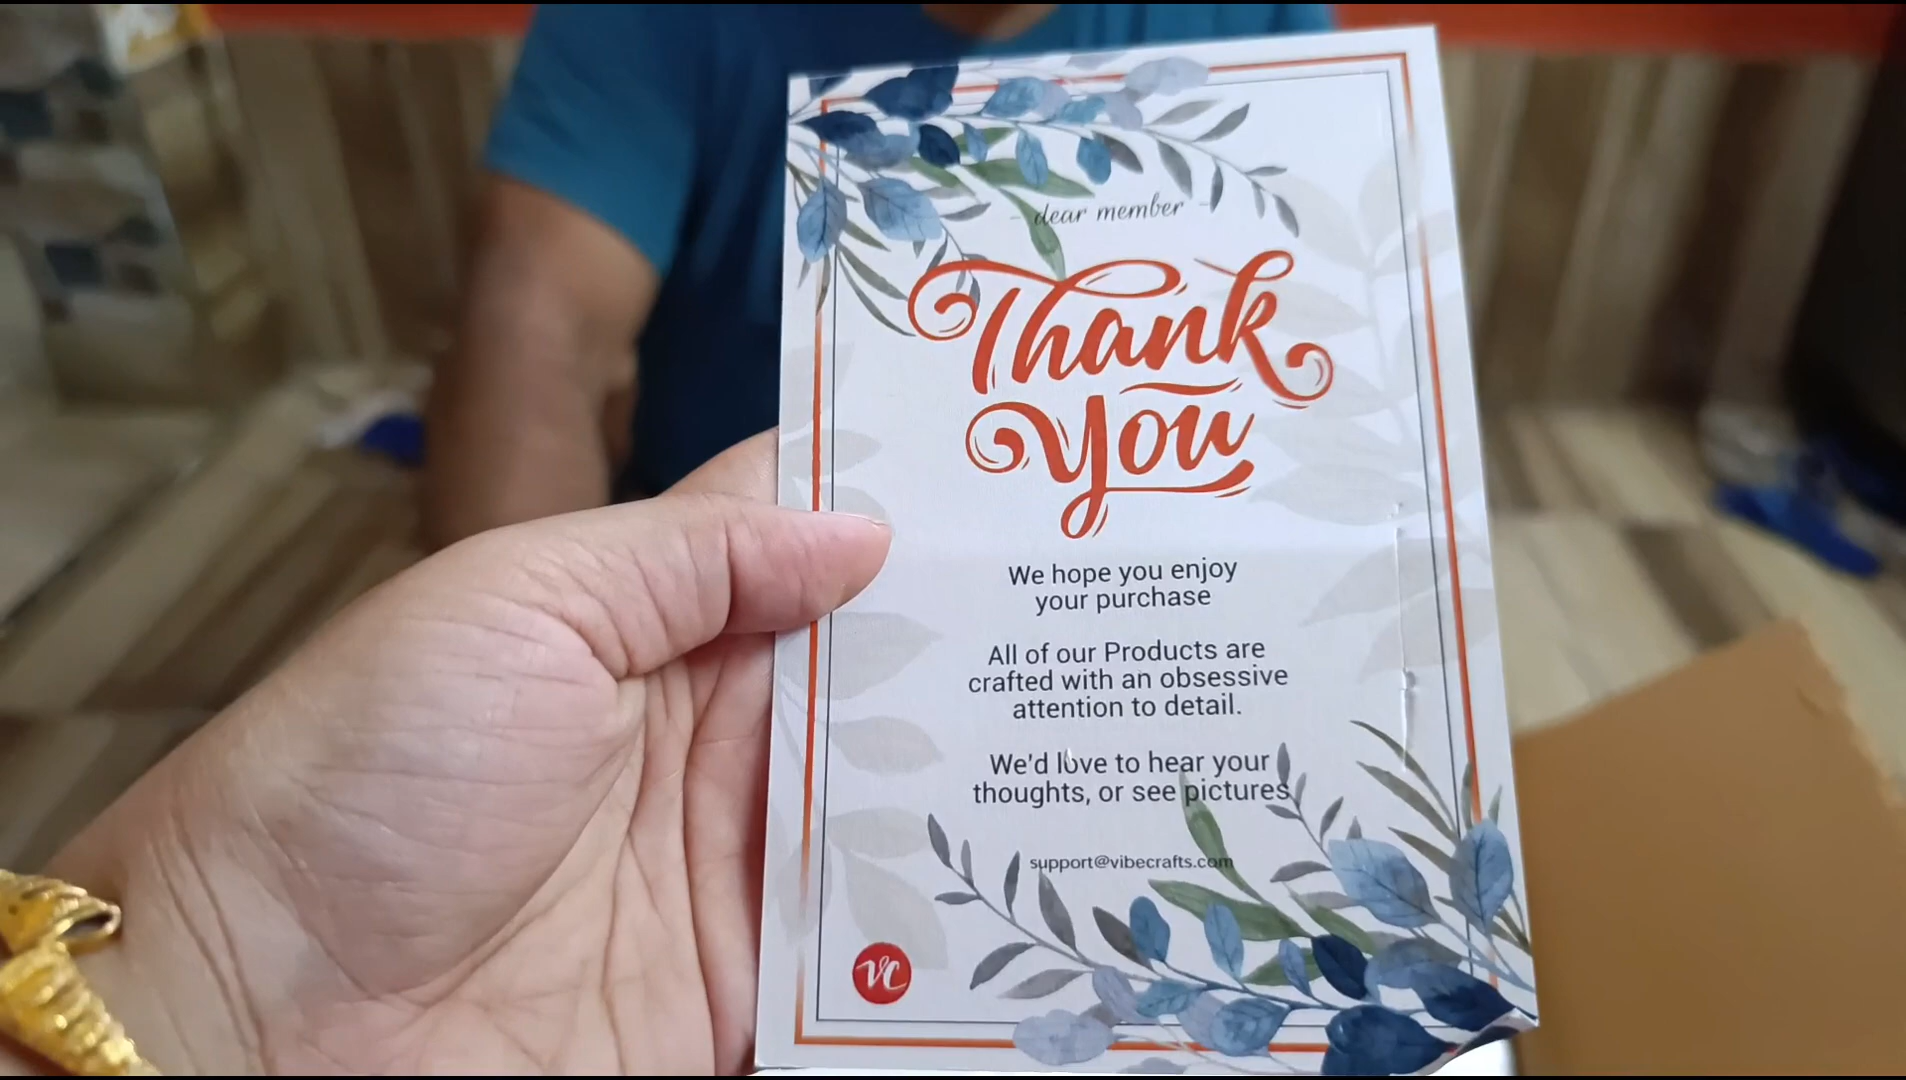 dear member
Thank
You
We hope you enjoy
your purchase
All of our Products are
crafted with an obsessive
attention to detail.
We'd love to hear your
thoughts, or see pictures
support@vibecrafts.com
VC